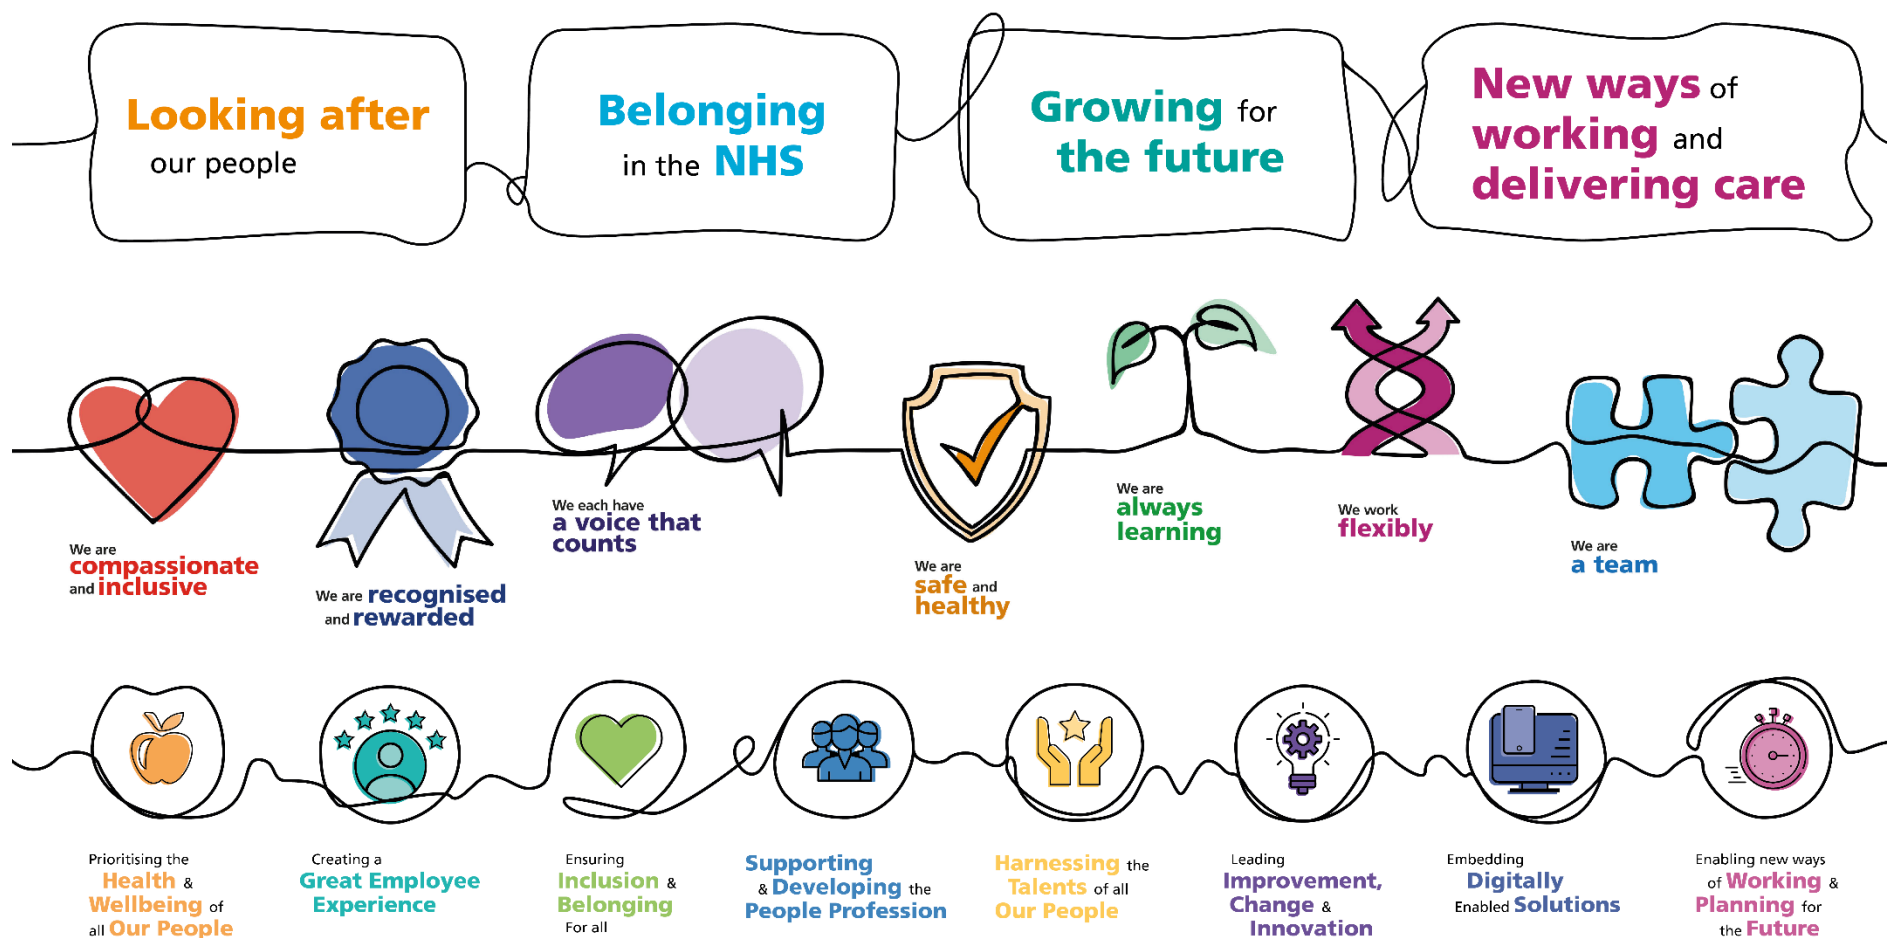 Looking after
our people
Belonging
in the NHS
Growing for
the future
New ways of
working and
delivering care
We are
compassionate
and inclusive
We are recognised
and rewarded
We each have
a voice that
counts
We are
safe and
healthy
We are
always
learning
We work
flexibly
We are
a team
Prioritising the
Health &
Wellbeing of
all Our People
Creating a
Great Employee
Experience
Ensuring
Inclusion &
Belonging
For all
Supporting
& Developing the
People Profession
Harnessing the
Talents of all
Our People
Leading
Improvement,
Change &
Innovation
Embedding
Digitally
Enabled Solutions
Enabling new ways
of Working &
Planning for
the Future